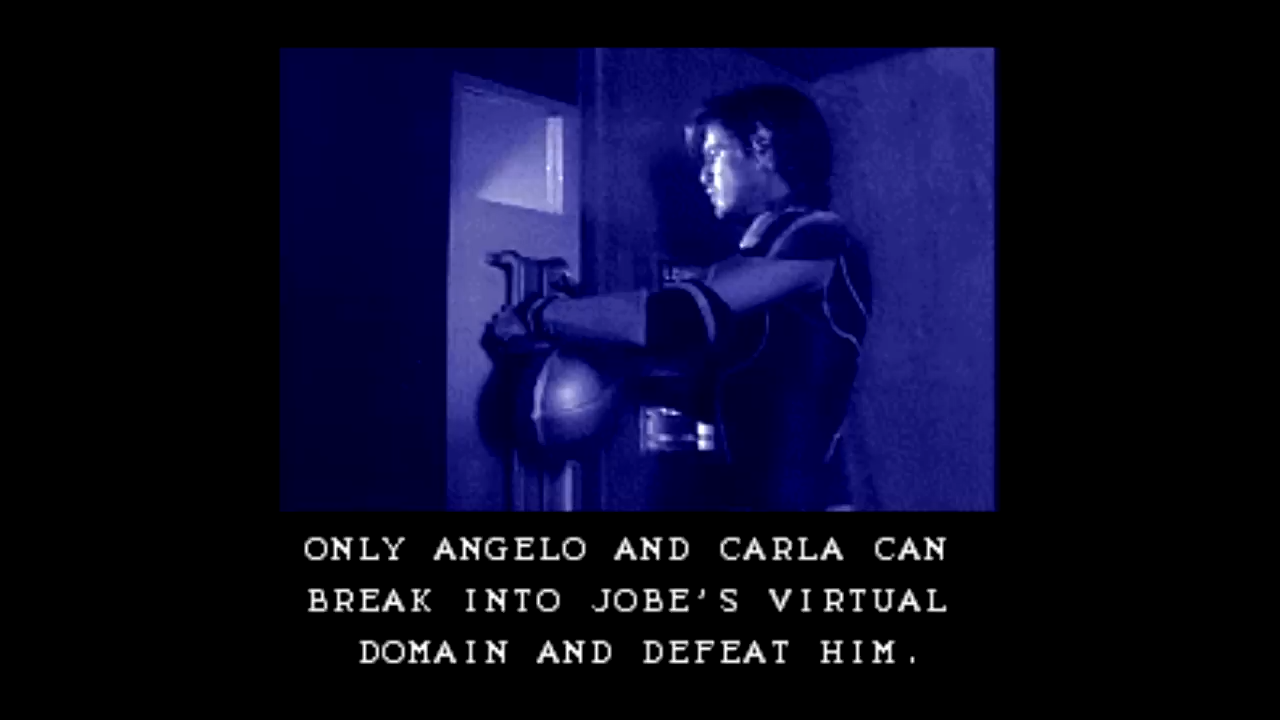 ONLY ANGELO AND CARLA CAN
BREAK INTO JOBE'S VIRTUAL
DOMAIN AND DEFEAT HIM.